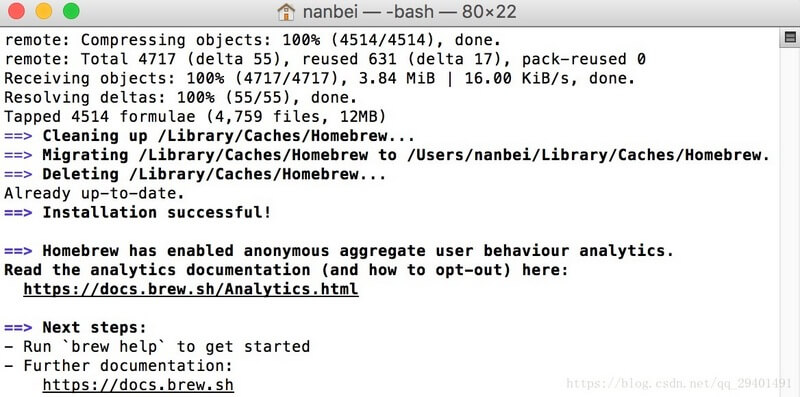 nanbei — -bash — 80×22
remote: Compressing objects: 100% (4514/4514), done.
remote: Total 4717 (delta 55), reused 631 (delta 17), pack-reused 0
Receiving objects: 100% (4717/4717), 3.84 MiB | 16.00 KiB/s, done.
Resolving deltas: 100% (55/55), done.
Tapped 4514 formulae (4,759 files, 12MB)
==> Cleaning up /Library/Caches/Homebrew...
==> Migrating /Library/Caches/Homebrew to /Users/nanbei/Library/Caches/Homebrew.
==> Deleting /Library/Caches/Homebrew...
Already up-to-date.
==> Installation successful!
==> Homebrew has enabled anonymous aggregate user behaviour analytics.
Read the analytics documentation (and how to opt-out) here:
https://docs.brew.sh/Analytics.html
==> Next steps:
- Run `brew help` to get started
- Further documentation:
https://docs.brew.sh
https://blog.csdn.net/qq_29401491